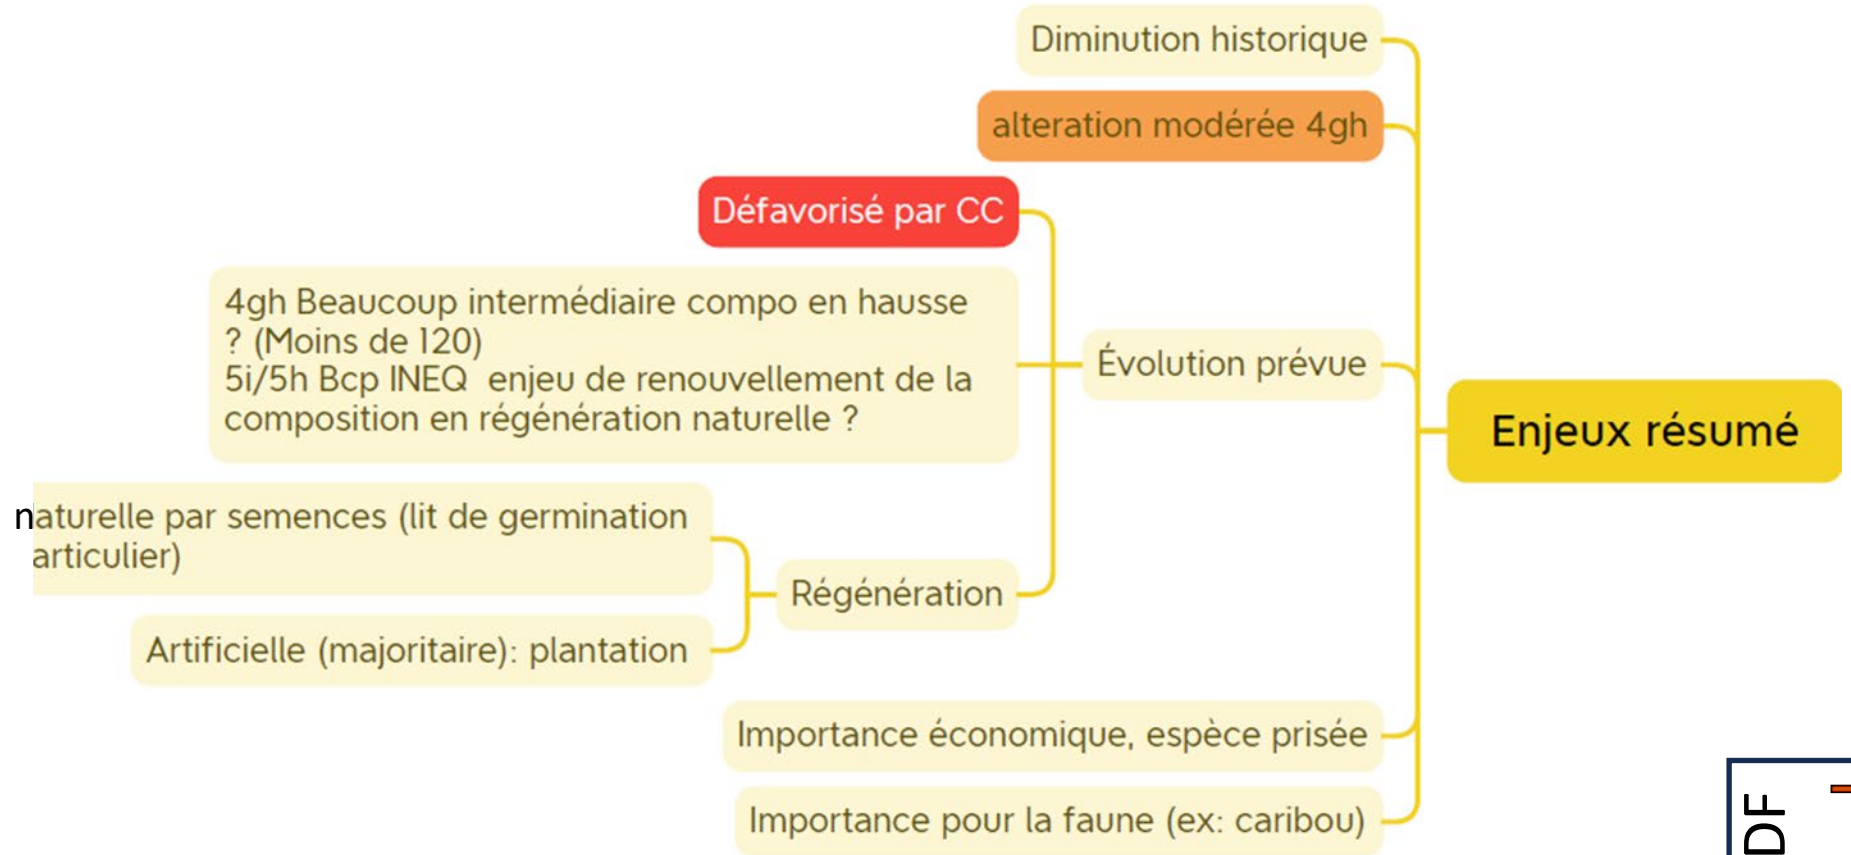 Diminution historique
alteration modérée 4gh
Défavorisé par CC
4gh Beaucoup intermédiaire compo en hausse
? (Moins de 120)
5i/5h Bcp INEQ enjeu de renouvellement de la
composition en régénération naturelle ?
Évolution prévue
Enjeux résumé
naturelle par semences (lit de germination
articulier)
Régénération
Artificielle (majoritaire): plantation
Importance économique, espèce prisée
Importance pour la faune (ex: caribou)
DF